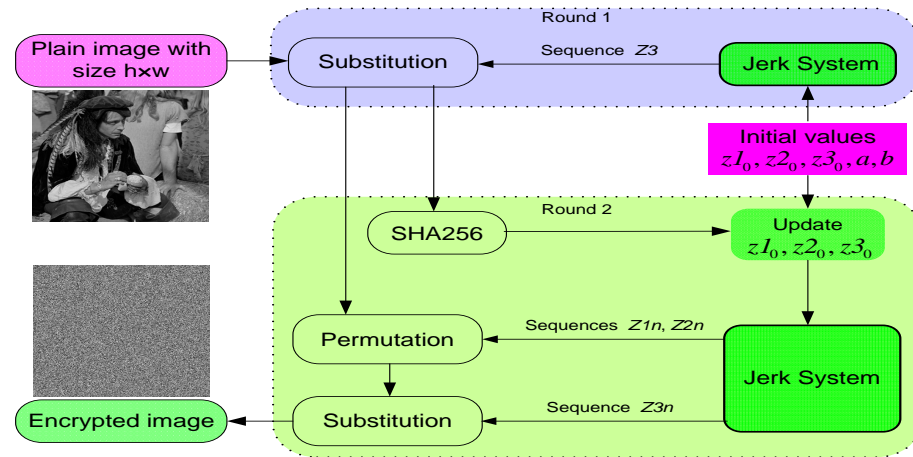 Round 1
Plain image with
size h×w
Substitution
Sequence Z3
Jerk System
Initial values
z1₀, z2₀, z3₀, a, b
Round 2
SHA256
Update
z1₀, z2₀, z3₀
Permutation
Sequences Z1n, Z2n
Jerk System
Encrypted image
Substitution
Sequence Z3n